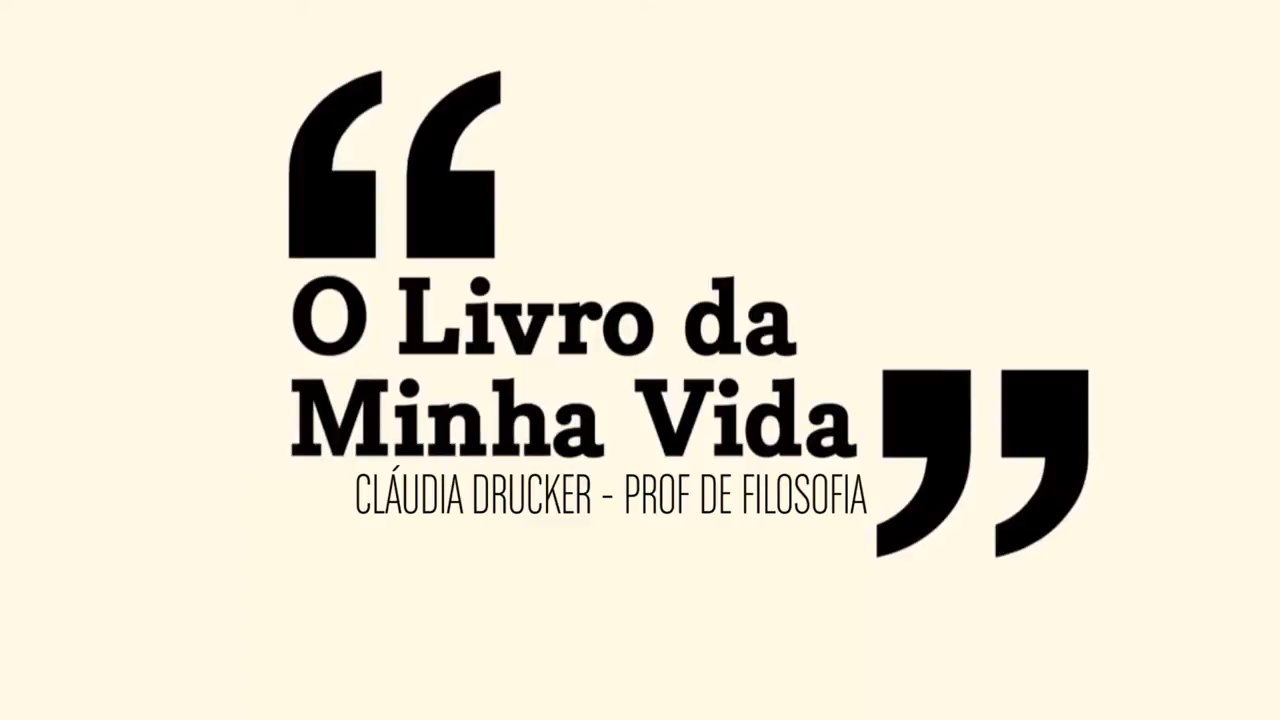 “
O Livro da
Minha Vida ”
CLÁUDIA DRUCKER - PROF DE FILOSOFIA